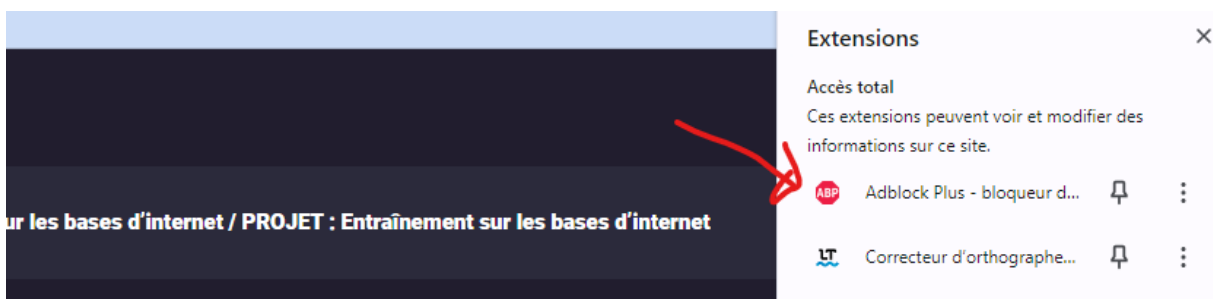 Extensions
Accès total
Ces extensions peuvent voir et modifier des
informations sur ce site.
ABP Adblock Plus - bloqueur d...
ur les bases d'internet / PROJET : Entraînement sur les bases d'internet
LT Correcteur d'orthographe...